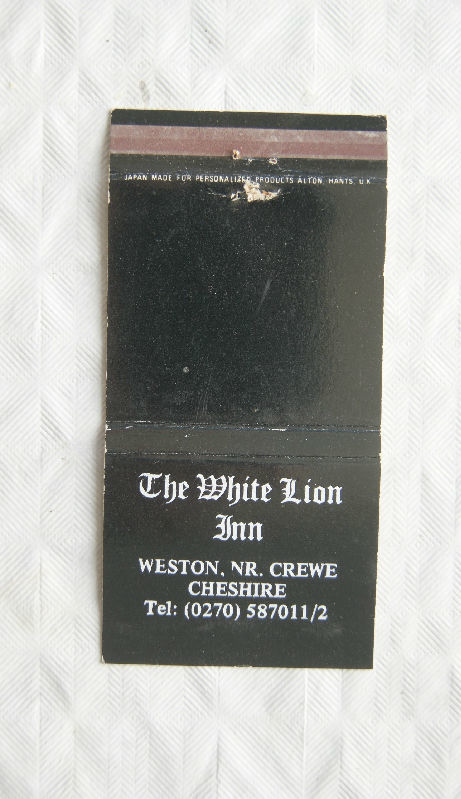 JAPAN MADE FOR PERSONALIZED PRODUCTS ALTON, HANTS, U.K.
The White Lion
Inn
WESTON, NR. CREWE
CHESHIRE
Tel: (0270) 587011/2